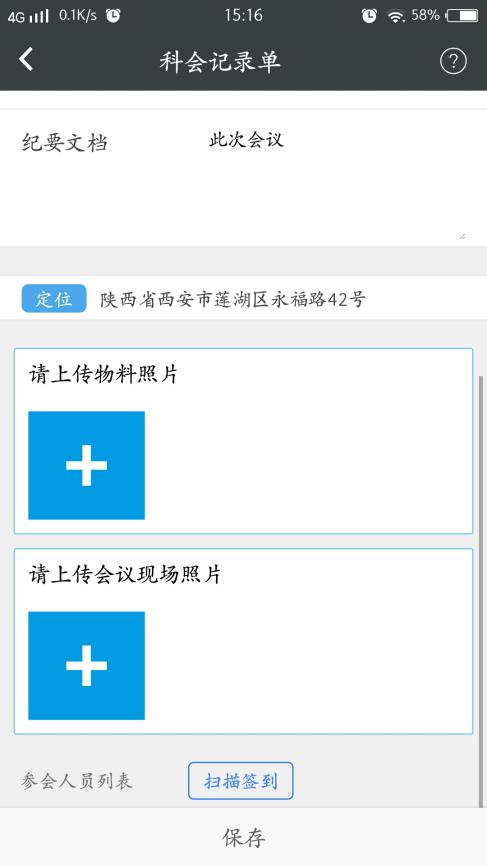 4G 0.1K/s 15:16 58%
科会记录单 ?
纪要文档 此次会议
定位 陕西省西安市莲湖区永福路42号
请上传物料照片
请上传会议现场照片
参会人员列表 扫描签到
保存